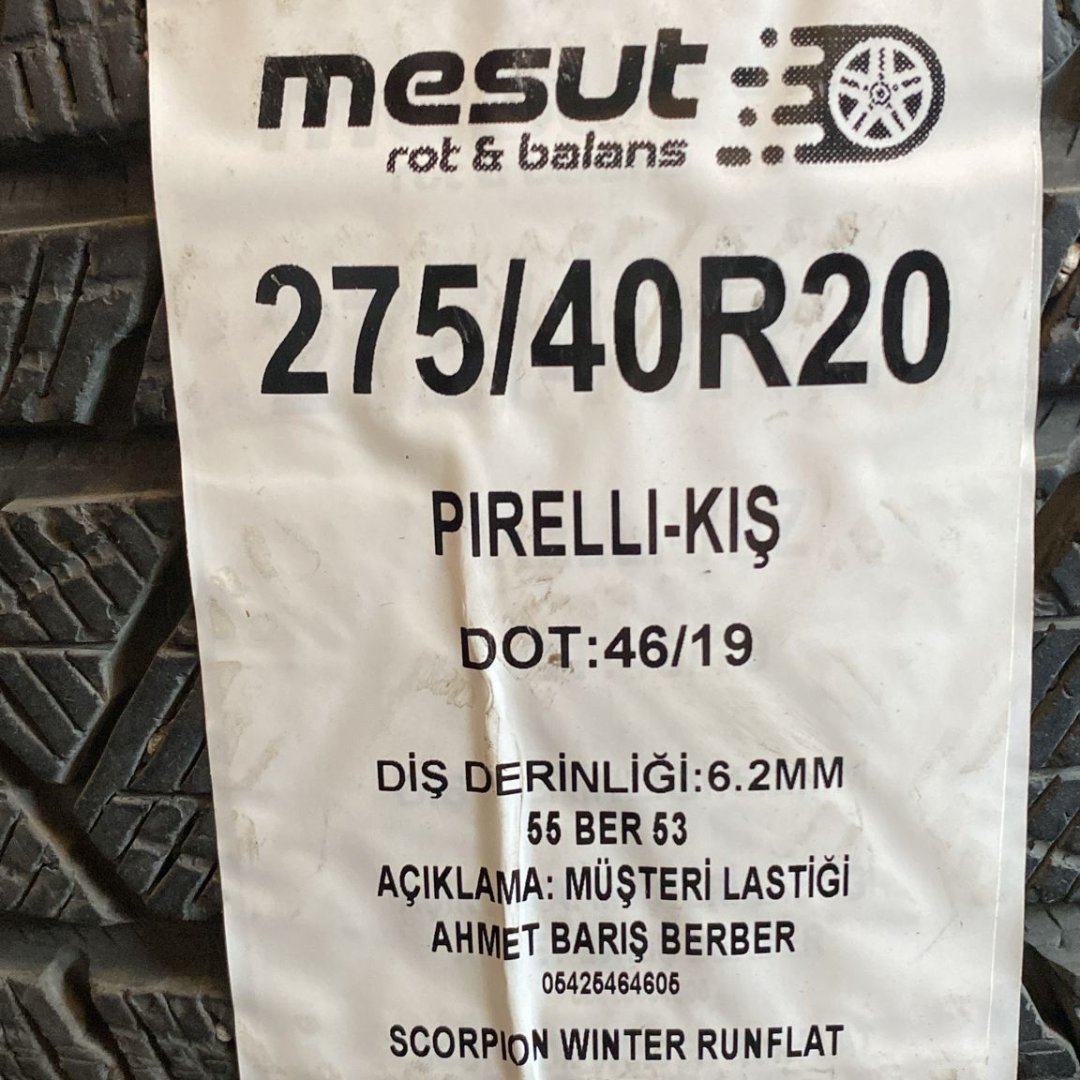 mesut
rot & balans
275/40R20
PIRELLI-KIŞ
DOT:46/19
DİŞ DERİNLİĞİ:6.2MM
55 BER 53
AÇIKLAMA: MÜŞTERİ LASTİĞİ
AHMET BARIŞ BERBER
05425464605
SCORPION WINTER RUNFLAT